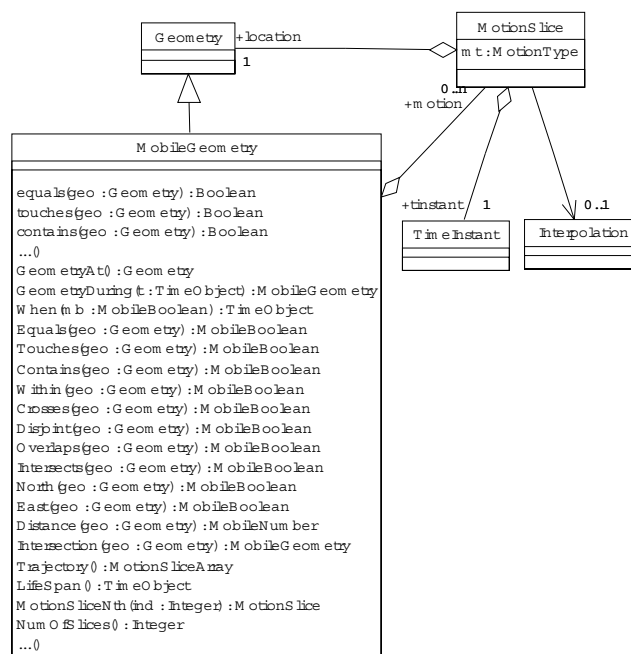 Geometry
+location
1
MotionSlice
mt:MotionType
0..n
+motion
MobileGeometry
equals(geo:Geometry):Boolean
touches(geo:Geometry):Boolean
contains(geo:Geometry):Boolean
...()
GeometryAt():Geometry
GeometryDuring(t:TimeObject):MobileGeometry
When(mb:MobileBoolean):TimeObject
Equals(geo:Geometry):MobileBoolean
Touches(geo:Geometry):MobileBoolean
Contains(geo:Geometry):MobileBoolean
Within(geo:Geometry):MobileBoolean
Crosses(geo:Geometry):MobileBoolean
Disjoint(geo:Geometry):MobileBoolean
Overlaps(geo:Geometry):MobileBoolean
Intersects(geo:Geometry):MobileBoolean
North(geo:Geometry):MobileBoolean
East(geo:Geometry):MobileBoolean
Distance(geo:Geometry):MobileNumber
Intersection(geo:Geometry):MobileGeometry
Trajectory():MotionSliceArray
LifeSpan():TimeObject
MotionSliceNth(ind:Integer):MotionSlice
NumOfSlices():Integer
...()
+tinstant
1
TimeInstant
0..1
Interpolation